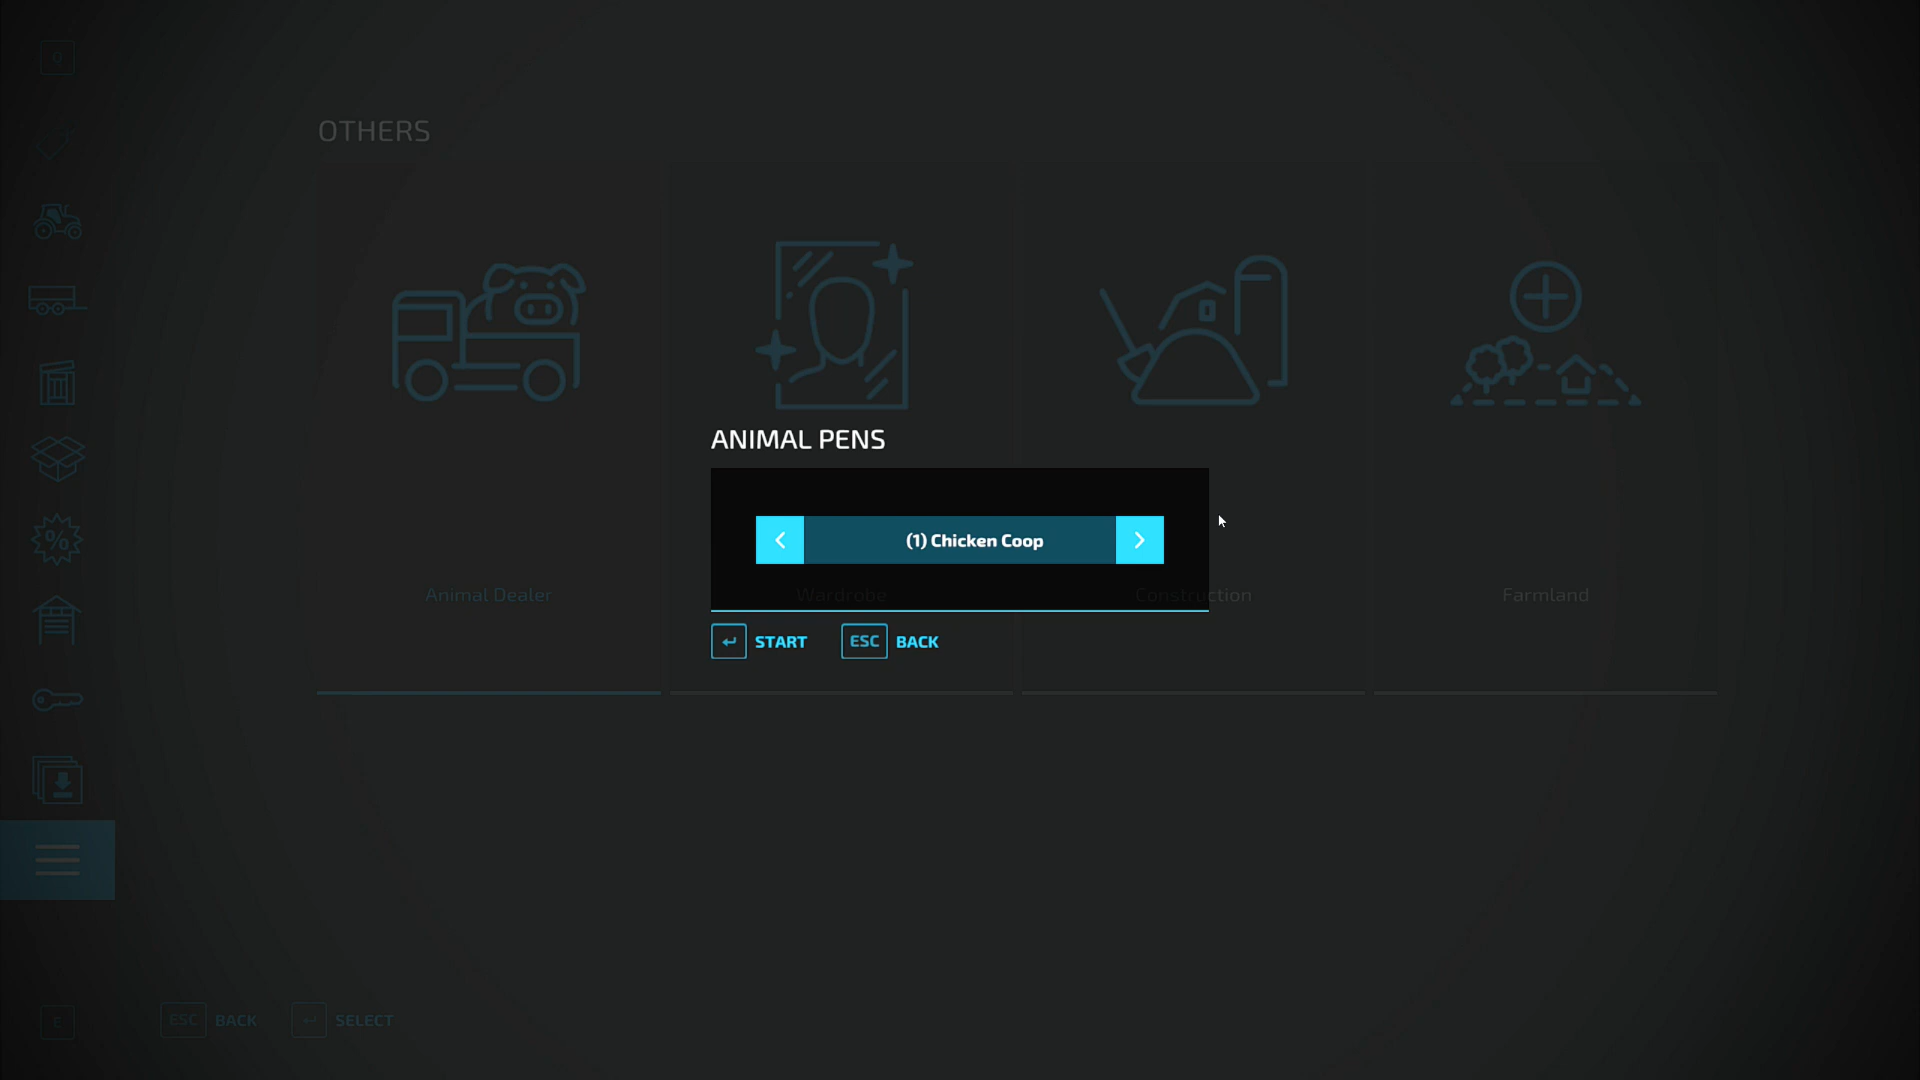 Q
OTHERS
%
ANIMAL PENS
(1) Chicken Coop
Animal Dealer
Wardrobe
Construction
Farmland
START
ESC BACK
E
ESC BACK
SELECT